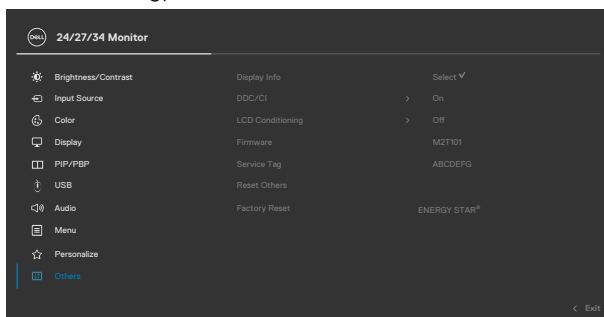 DELL 24/27/34 Monitor
Brightness/Contrast Display Info Select
Input Source DDC/CI > On
Color LCD Conditioning > Off
Display Firmware M2T101
PIP/PBP Service Tag ABCDEFG
USB Reset Others
Audio Factory Reset ENERGY STAR®
Menu
Personalize
Others
< Exit